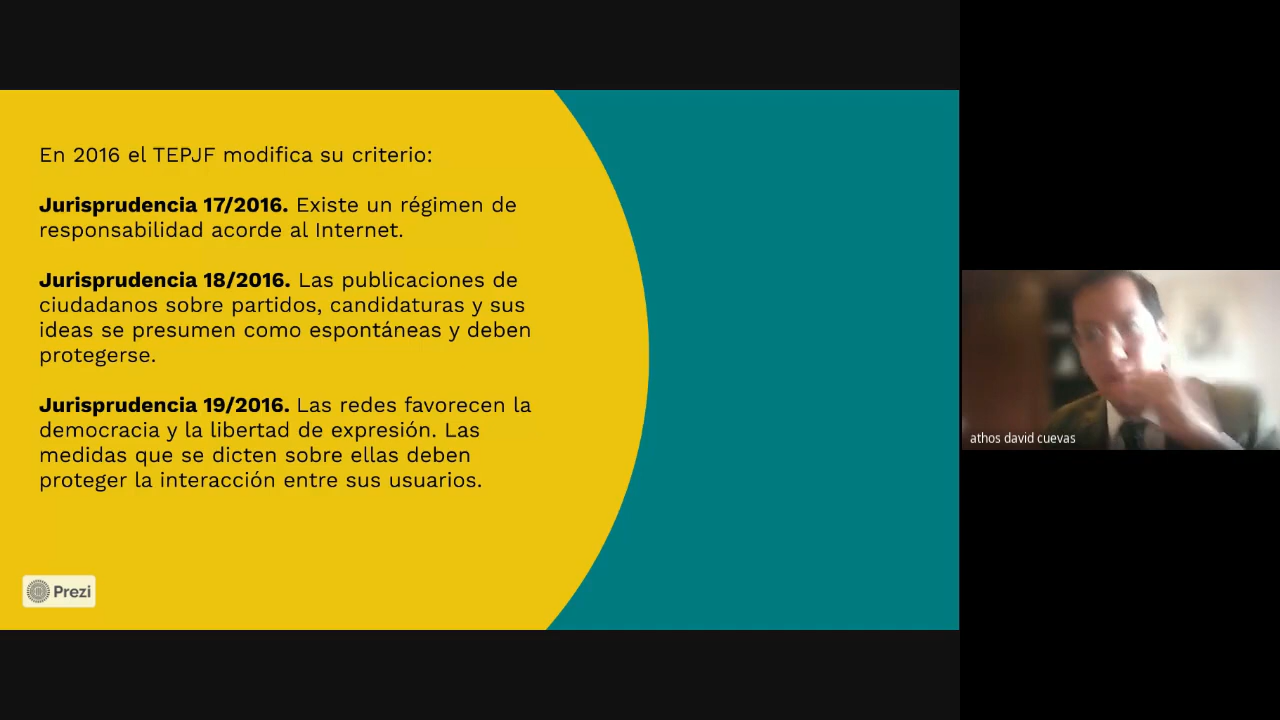 En 2016 el TEPJF modifica su criterio:
Jurisprudencia 17/2016. Existe un régimen de
responsabilidad acorde al Internet.
Jurisprudencia 18/2016. Las publicaciones de
ciudadanos sobre partidos, candidaturas y sus
ideas se presumen como espontáneas y deben
protegerse.
Jurisprudencia 19/2016. Las redes favorecen la
democracia y la libertad de expresión. Las
medidas que se dicten sobre ellas deben
proteger la interacción entre sus usuarios.
Prezi
athos david cuevas